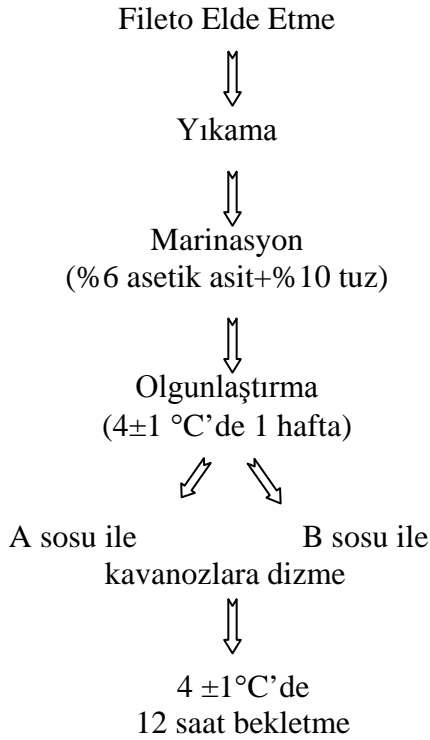 Fileto Elde Etme
Yıkama
Marinasyon
(%6 asetik asit+%10 tuz)
Olgunlaştırma
(4±1 °C’de 1 hafta)
A sosu ile B sosu ile
kavanozlara dizme
4 ±1°C’de
12 saat bekletme